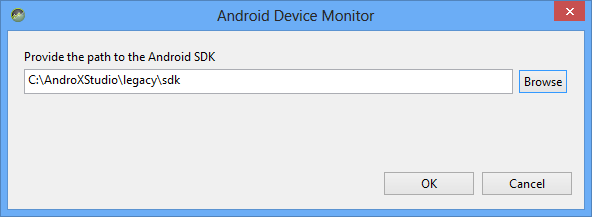 Android Device Monitor
Provide the path to the Android SDK
C:\AndroXStudio\legacy\sdk
Browse
OK
Cancel